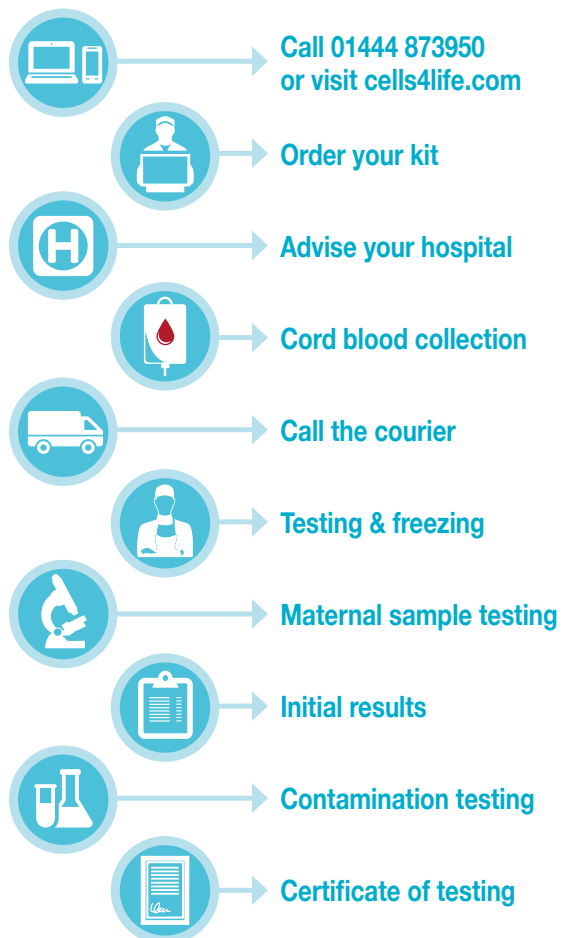 Call 01444 873950
or visit cells4life.com
Order your kit
H
Advise your hospital
Cord blood collection
Call the courier
Testing & freezing
Maternal sample testing
Initial results
Contamination testing
Certificate of testing